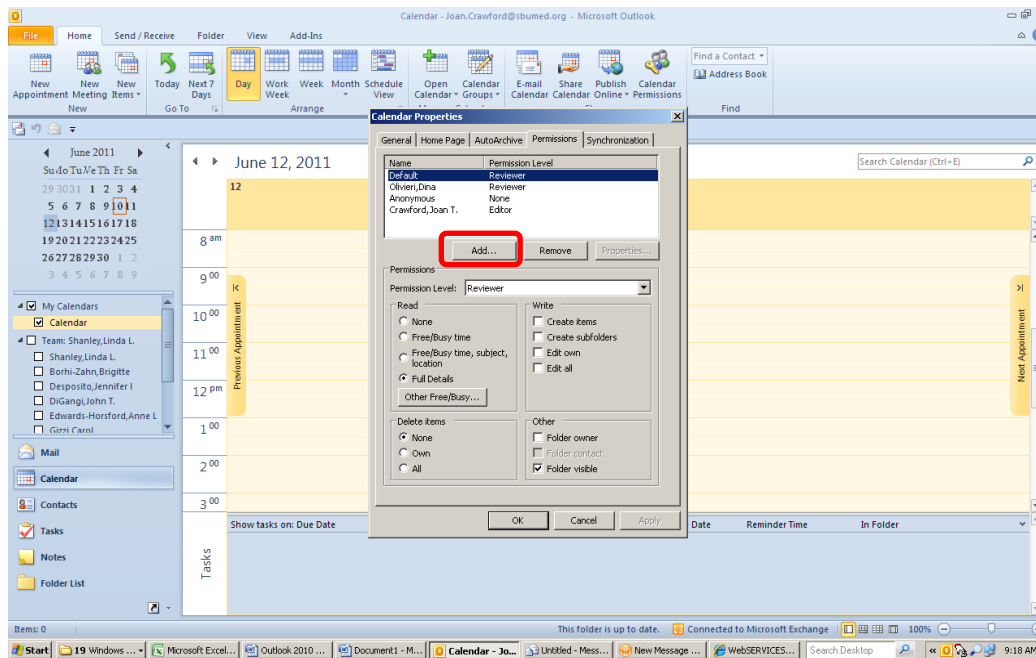 Calendar - Joan.Crawford@sbumed.org - Microsoft Outlook
File Home Send / Receive Folder View Add-Ins
New Appointment New Meeting New Items Today Next 7 Days Day Work Week Week Month Schedule View Open Calendar Calendar Groups E-mail Calendar Share Calendar Publish Online Calendar Permissions
Find a Contact
Address Book
New Go To Arrange Find
Calendar Properties
General Home Page AutoArchive Permissions Synchronization
Name Permission Level
Default Reviewer
Olivieri,Dina Reviewer
Anonymous None
Crawford,Joan T. Editor
Add... Remove Properties...
Permissions
Permission Level: Reviewer
Read
None
Free/Busy time
Free/Busy time, subject, location
Full Details
Other Free/Busy...
Write
Create items
Create subfolders
Edit own
Edit all
Delete items
None
Own
All
Other
Folder owner
Folder contact
Folder visible
OK Cancel Apply
June 2011
Su Mo Tu We Th Fr Sa
29 30 31 1 2 3 4
5 6 7 8 9 10 11
12 13 14 15 16 17 18
19 20 21 22 23 24 25
26 27 28 29 30 1 2
3 4 5 6 7 8 9
June 12, 2011
Search Calendar (Ctrl+E)
12
8 am
9 00
10 00
11 00
12 pm
1 00
2 00
3 00
Previous Appointment
Next Appointment
My Calendars
Calendar
Team: Shanley,Linda L.
Shanley,Linda L.
Borhi-Zahn,Brigitte
Desposito,Jennifer I
DiGangi,John T.
Edwards-Horsford,Anne L
Gizzi Carol
Mail
Calendar
Contacts
Tasks
Notes
Folder List
Show tasks on: Due Date
Date Reminder Time In Folder
Tasks
Items: 0
This folder is up to date. Connected to Microsoft Exchange 100%
Start 19 Windows ... Microsoft Excel... Outlook 2010 ... Document1 - M... Calendar - Jo... Untitled - Mess... New Message ... WebSERVICES... Search Desktop 9:18 A